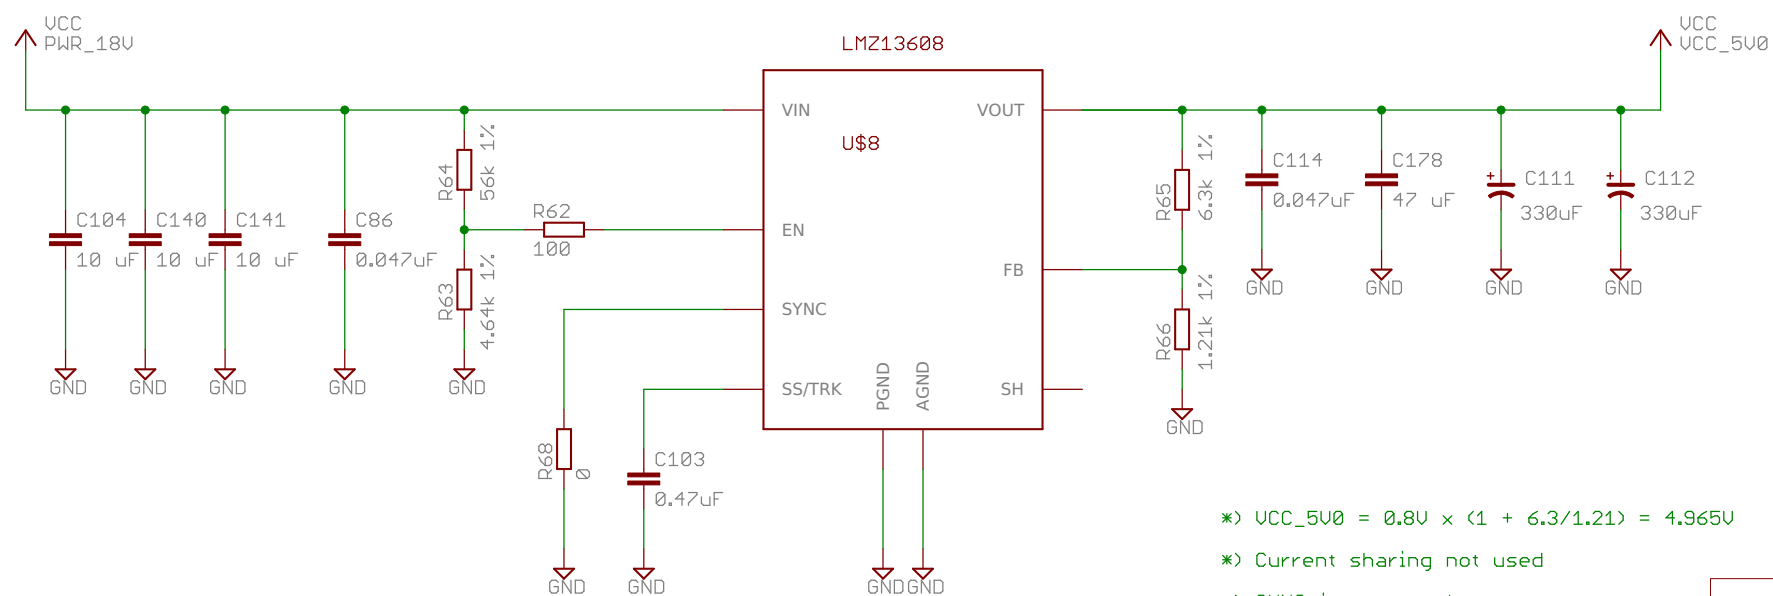 VCC
PWR_18V
LMZ13608
VCC
VCC_5V0
VIN
VOUT
U$8
R64
56k 1%
R65
6.3k 1%
C114
0.047uF
C178
47 uF
C111
330uF
C112
330uF
C104
10 uF
C140
10 uF
C141
10 uF
C86
0.047uF
R62
100
EN
FB
R63
4.64k 1%
GND
GND
GND
GND
SYNC
R66
1.21k 1%
GND
GND
GND
GND
GND
SS/TRK
PGND
AGND
SH
GND
R68
0
C103
0.47uF
*) VCC_5V0 = 0.8V x (1 + 6.3/1.21) = 4.965V
*) Current sharing not used
GND
GND
GND
GND